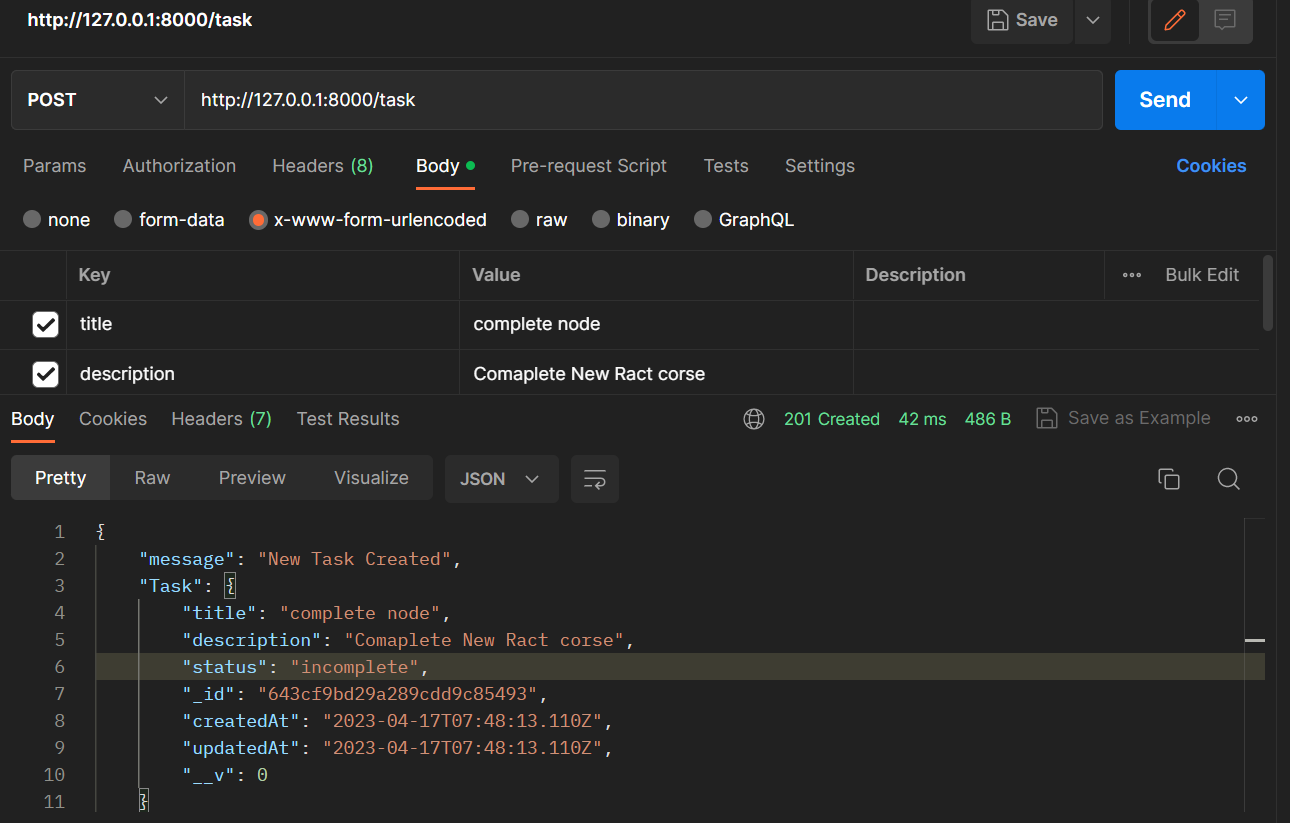 http://127.0.0.1:8000/task Save
POST http://127.0.0.1:8000/task Send
Params Authorization Headers (8) Body Pre-request Script Tests Settings Cookies
none form-data x-www-form-urlencoded raw binary GraphQL
Key Value Description Bulk Edit
title complete node
description Comaplete New Ract corse
Body Cookies Headers (7) Test Results 201 Created 42 ms 486 B Save as Example
Pretty Raw Preview Visualize JSON
1 {
2 "message": "New Task Created",
3 "Task": {
4 "title": "complete node",
5 "description": "Comaplete New Ract corse",
6 "status": "incomplete",
7 "_id": "643cf9bd29a289cdd9c85493",
8 "createdAt": "2023-04-17T07:48:13.110Z",
9 "updatedAt": "2023-04-17T07:48:13.110Z",
10 "__v": 0
11 }